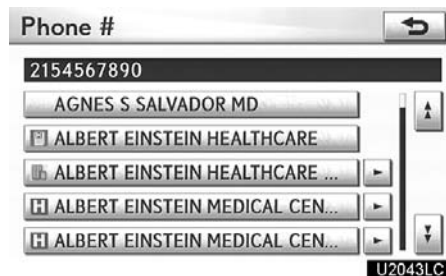 Phone #
2154567890
AGNES S SALVADOR MD
ALBERT EINSTEIN HEALTHCARE
ALBERT EINSTEIN HEALTHCARE ...
ALBERT EINSTEIN MEDICAL CEN...
ALBERT EINSTEIN MEDICAL CEN...
U2043LC